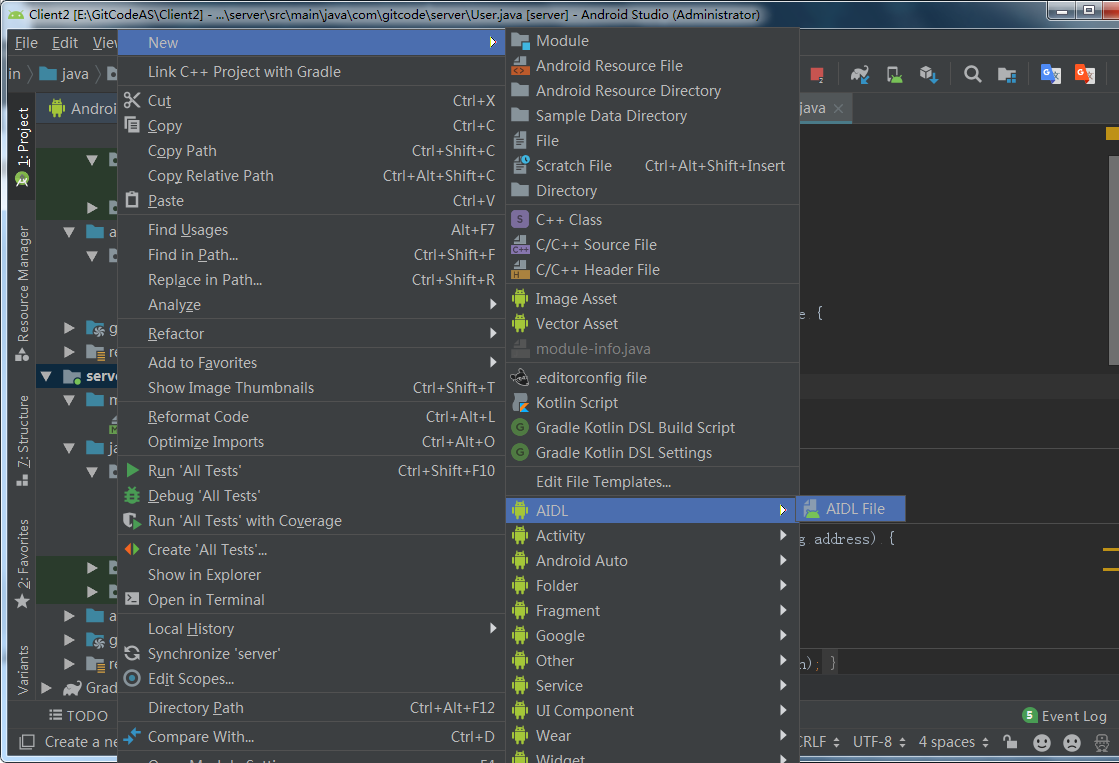 Client2 [E:\GitCodeAS\Client2] - ...\server\src\main\java\com\gitcode\server\User.java [server] - Android Studio (Administrator)
File Edit
in java
java
1: Project
Resource Manager
7: Structure
2: Favorites
Variants
New
Link C++ Project with Gradle
Cut Ctrl+X
Copy Ctrl+C
Copy Path Ctrl+Shift+C
Copy Relative Path Ctrl+Alt+Shift+C
Paste Ctrl+V
Find Usages Alt+F7
Find in Path... Ctrl+Shift+F
Replace in Path... Ctrl+Shift+R
Analyze
Refactor
Add to Favorites
Show Image Thumbnails Ctrl+Shift+T
Reformat Code Ctrl+Alt+L
Optimize Imports Ctrl+Alt+O
Run 'All Tests' Ctrl+Shift+F10
Debug 'All Tests'
Run 'All Tests' with Coverage
Create 'All Tests'...
Show in Explorer
Open in Terminal
Local History
Synchronize 'server'
Edit Scopes...
Directory Path Ctrl+Alt+F12
Compare With... Ctrl+D
Module
Android Resource File
Android Resource Directory
Sample Data Directory
File
Scratch File Ctrl+Alt+Shift+Insert
Directory
C++ Class
C/C++ Source File
C/C++ Header File
Image Asset
Vector Asset
module-info.java
.editorconfig file
Kotlin Script
Gradle Kotlin DSL Build Script
Gradle Kotlin DSL Settings
Edit File Templates...
AIDL
Activity
Android Auto
Folder
Fragment
Google
Other
Service
UI Component
Wear
Widget
AIDL File
e {
g address) {
n); }
TODO
Event Log
Create a ne
CRLF UTF-8 4 spaces